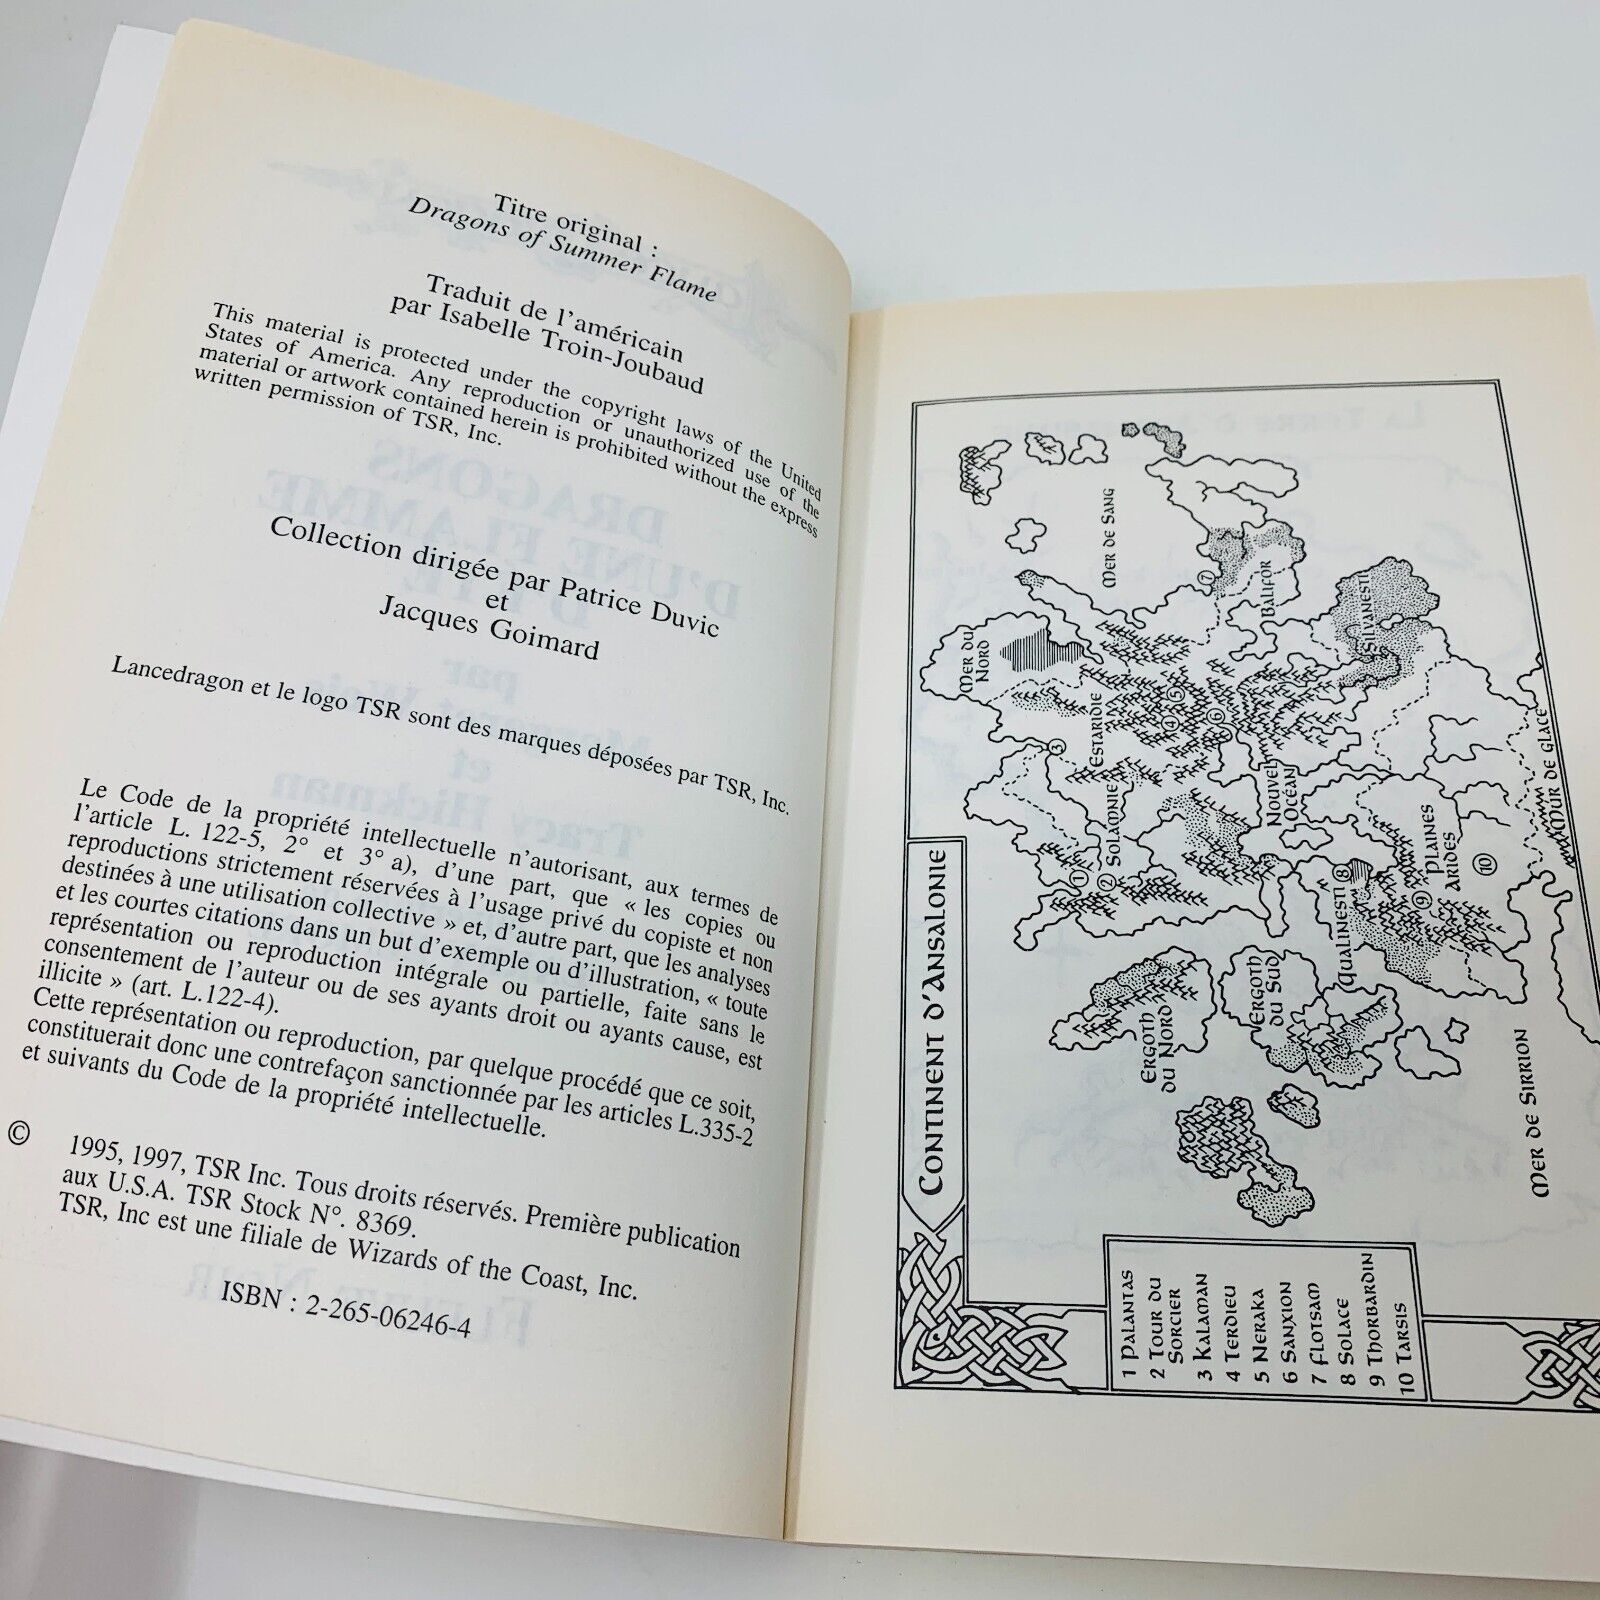 Titre original :
Dragons of Summer Flame
Traduit de l'américain
par Isabelle Troin-Joubaud
This material is protected under the copyright laws of the United
States of America. Any reproduction or unauthorized use of the
material or artwork contained herein is prohibited without the express
written permission of TSR, Inc.
Collection dirigée par Patrice Duvic
et
Jacques Goimard
Lancedragon et le logo TSR sont des marques déposées par TSR, Inc.
Le Code de la propriété intellectuelle n'autorisant, aux termes de
l'article L. 122-5, 2° et 3° a), d'une part, que « les copies ou
reproductions strictement réservées à l'usage privé du copiste et non
destinées à une utilisation collective » et, d'autre part, que les analyses
et les courtes citations dans un but d'exemple ou d'illustration, « toute
représentation ou reproduction intégrale ou partielle, faite sans le
consentement de l'auteur ou de ses ayants droit ou ayants cause, est
illicite » (art. L.122-4).
Cette représentation ou reproduction, par quelque procédé que ce soit,
constituerait donc une contrefaçon sanctionnée par les articles L.335-2
et suivants du Code de la propriété intellectuelle.
© 1995, 1997, TSR Inc. Tous droits réservés. Première publication
aux U.S.A. TSR Stock N°. 8369.
TSR, Inc est une filiale de Wizards of the Coast, Inc.
ISBN : 2-265-06246-4
CONTINENT D'ANSALONIE
MER DE SANG
MER DU
NORD
BALIFOR
SILVANESTI
ESTARIDIE
SOLAMNIE
NOUVEL
OCÉAN
PLAINES
ARIDES
MUR DE GLACE
QUALINESTI
ERGOTH
DU NORD
ERGOTH
DU SUD
MER DE SIRRION
1
2
3
4
5
6
7
8
9
10
1 PALANTAS
2 TOUR DU
SORCIER
3 KALAMAN
4 TERDIEU
5 NERAKA
6 SANXION
7 FLOTSAM
8 SOLACE
9 THORBARDIN
10 TARSIS